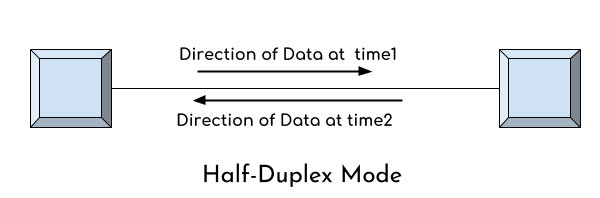 Direction of Data at time1
Direction of Data at time2
Half-Duplex Mode